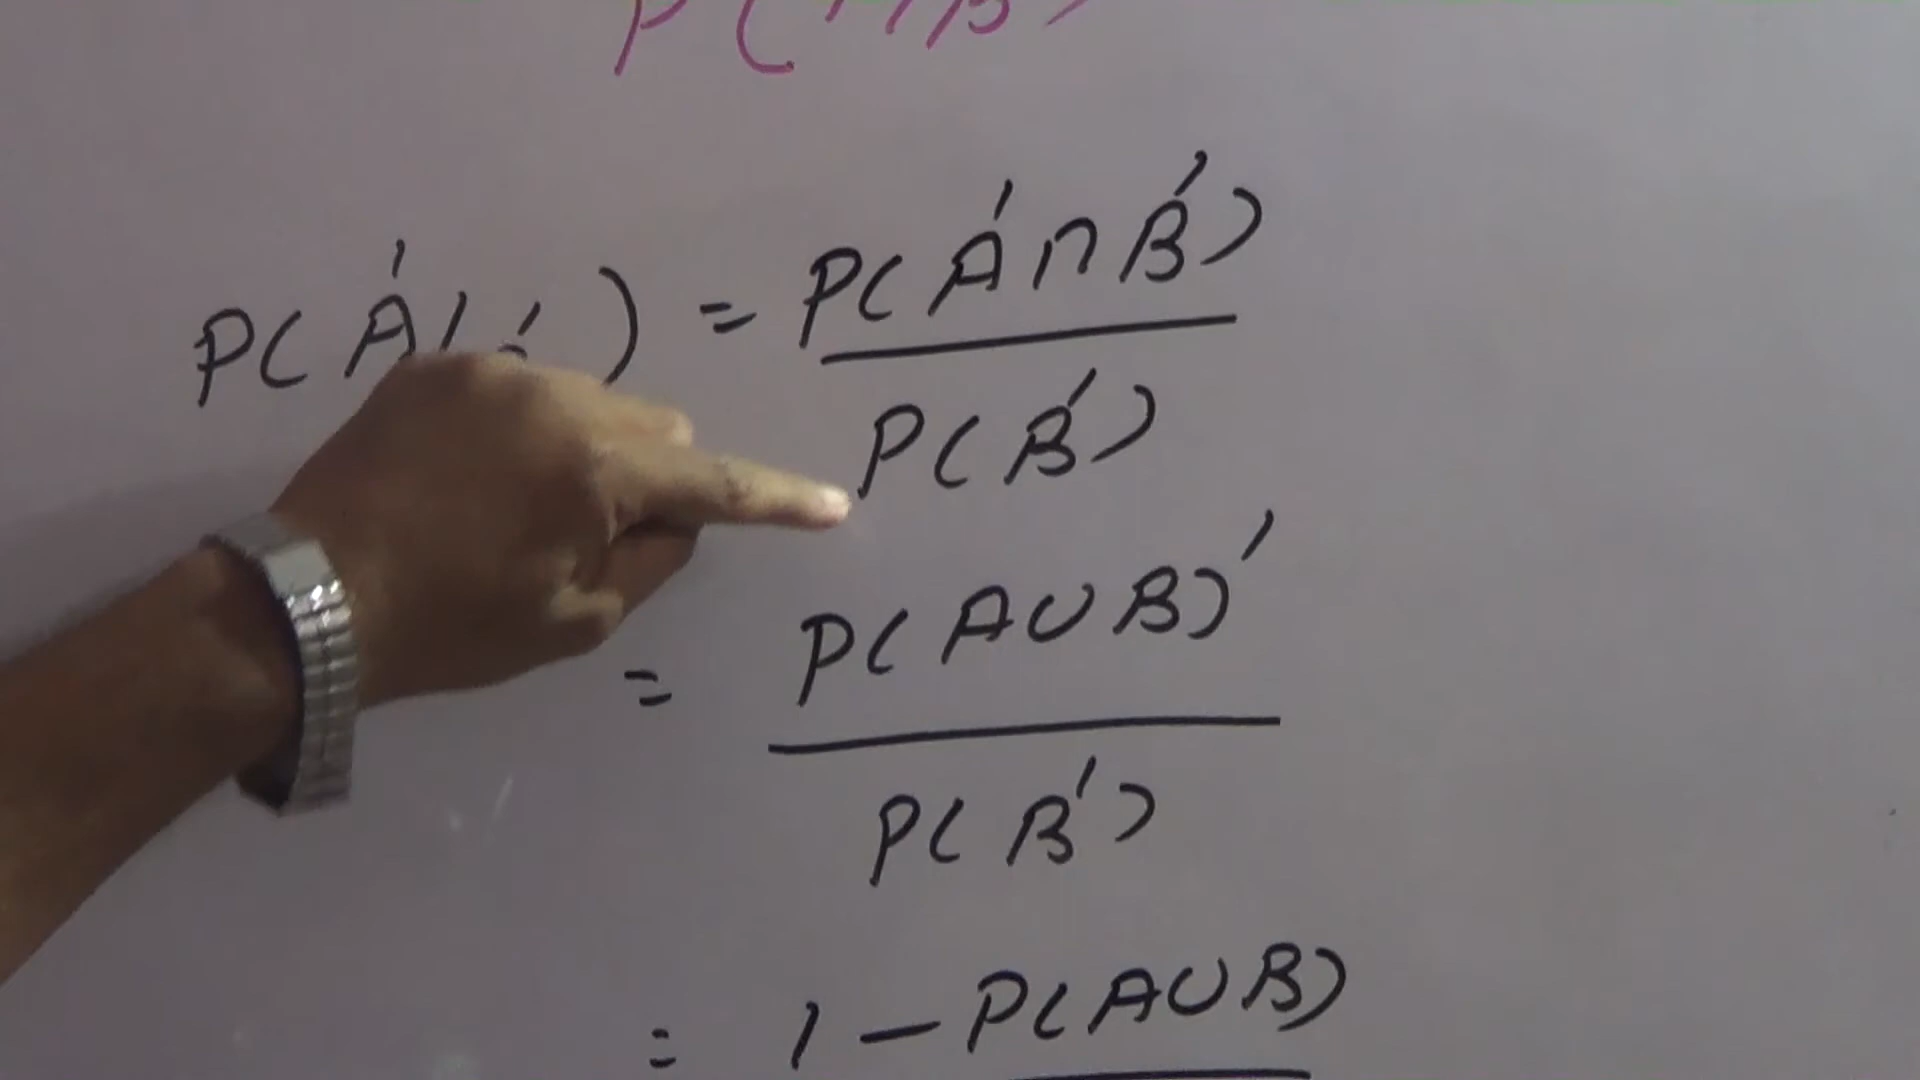 P(A'/ ') = P(A'∩B')
P(B')
= P(A∪B)'
P(B')
= 1 - P(A∪B)